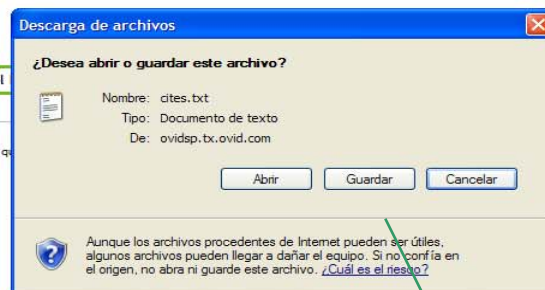 Descarga de archivos
¿Desea abrir o guardar este archivo?
Nombre: cites.txt
Tipo: Documento de texto
De: ovidsp.tx.ovid.com
Abrir Guardar Cancelar
Aunque los archivos procedentes de Internet pueden ser útiles,
algunos archivos pueden llegar a dañar el equipo. Si no confía en
el origen, no abra ni guarde este archivo. ¿Cuál es el riesgo?